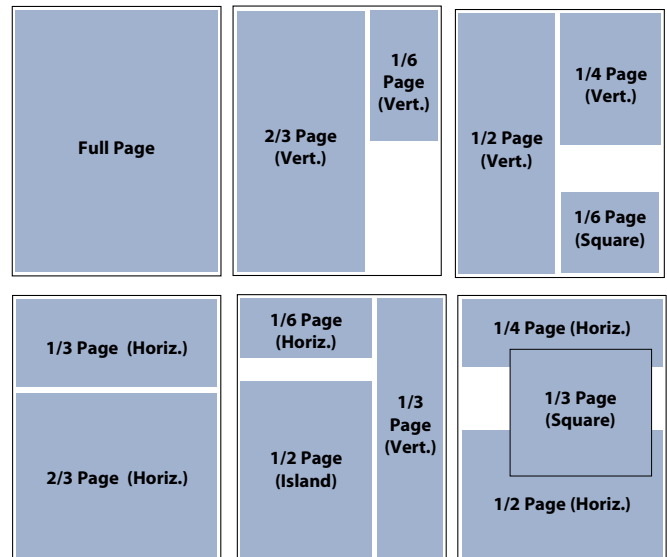 Full Page
2/3 Page
(Vert.)
1/6
Page
(Vert.)
1/2 Page
(Vert.)
1/4 Page
(Vert.)
1/6 Page
(Square)
1/3 Page (Horiz.)
2/3 Page (Horiz.)
1/6 Page
(Horiz.)
1/2 Page
(Island)
1/3
Page
(Vert.)
1/4 Page (Horiz.)
1/3 Page
(Square)
1/2 Page (Horiz.)